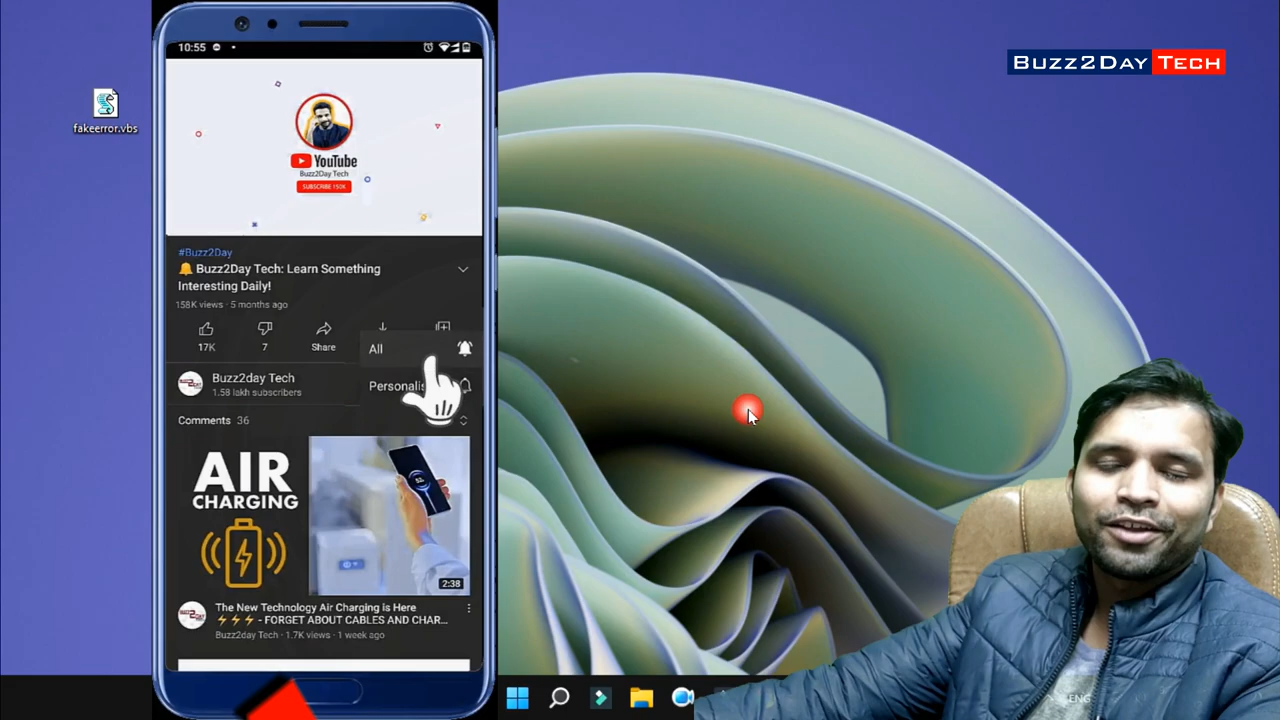 BUZZ2DAY TECH
fakeerror.vbs
10:55
YouTube
Buzz2Day Tech
#Buzz2Day
🔔 Buzz2Day Tech: Learn Something
Interesting Daily!
158K views · 5 months ago
17K
7
Share
All
Buzz2day Tech
1.58 lakh subscribers
Comments 36
AIR
CHARGING
2:38
The New Technology Air Charging is Here
⚡⚡⚡ - FORGET ABOUT CABLES AND CHAR...
Buzz2day Tech · 1.7K views · 1 week ago
ENG